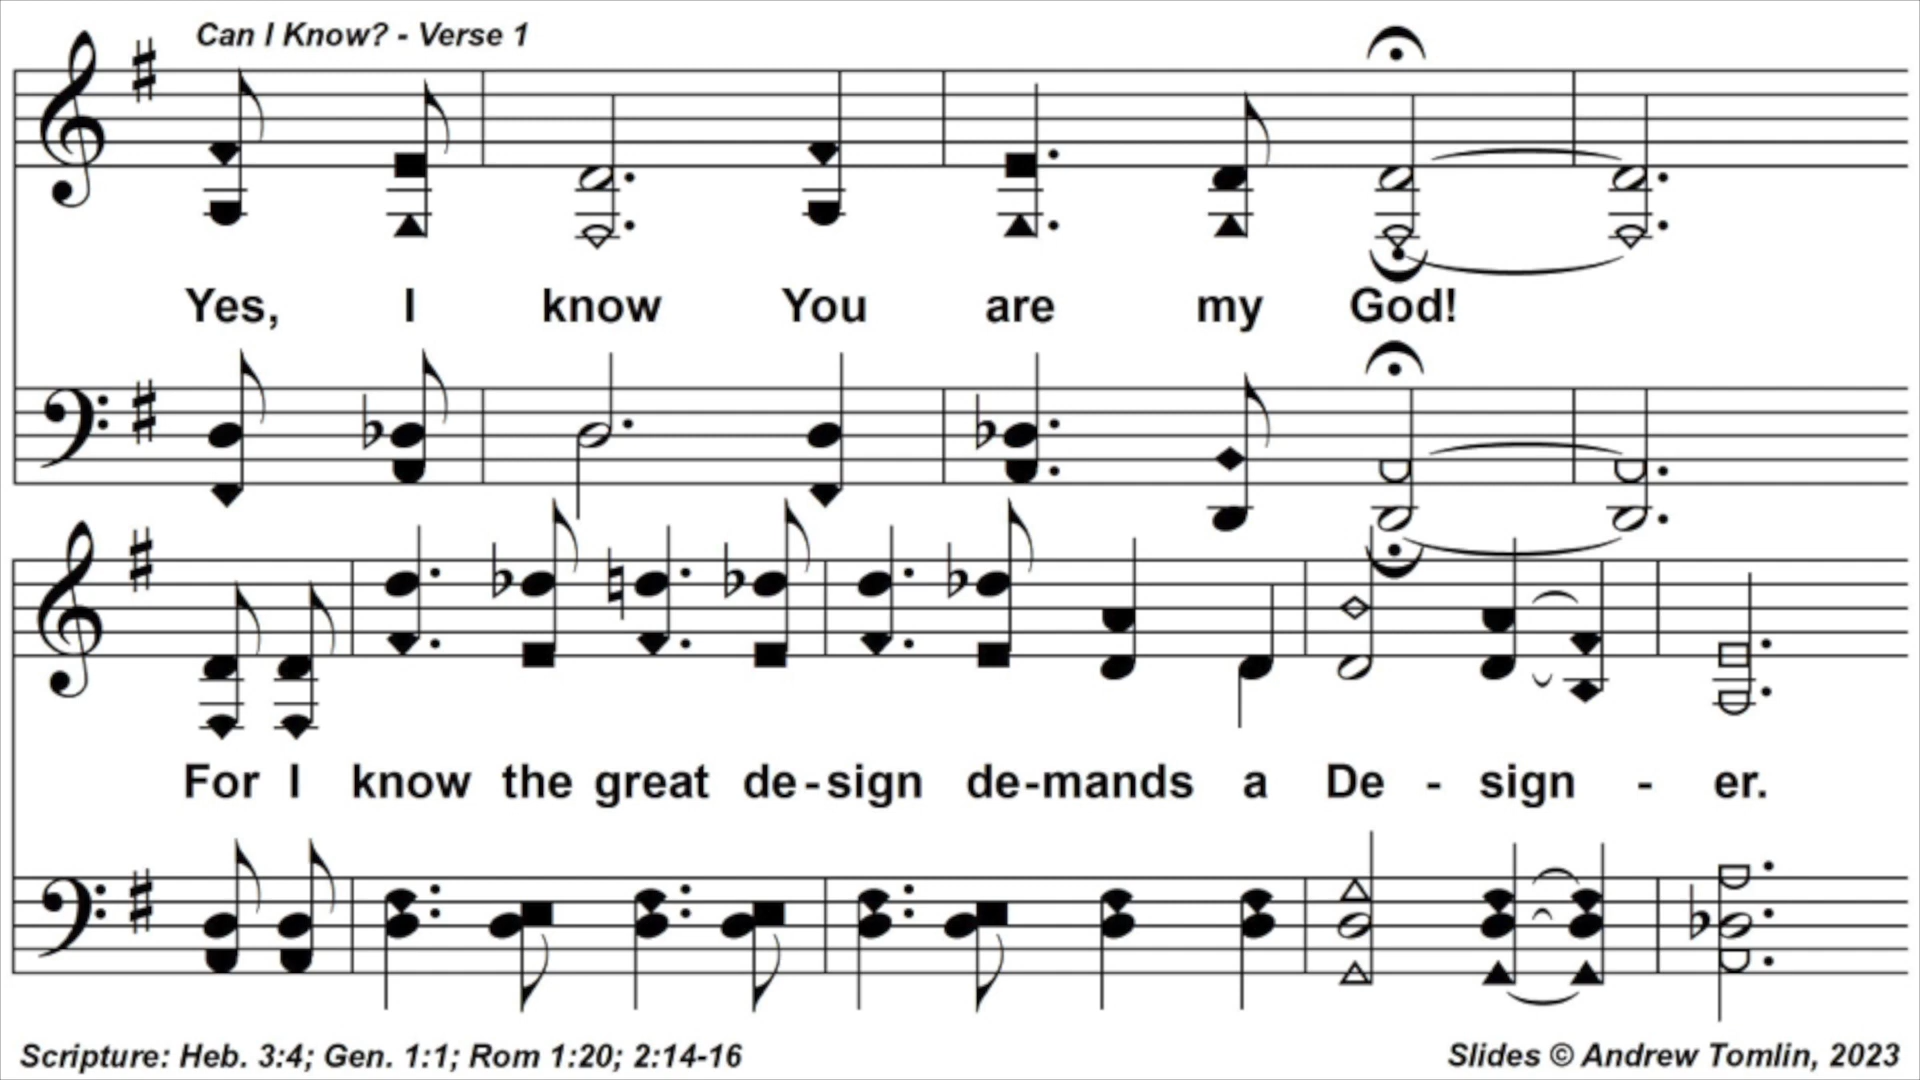 Can I Know? - Verse 1
Yes, I know You are my God!
For I know the great de-sign de-mands a De - sign - er.
Scripture: Heb. 3:4; Gen. 1:1; Rom 1:20; 2:14-16
Slides © Andrew Tomlin, 2023